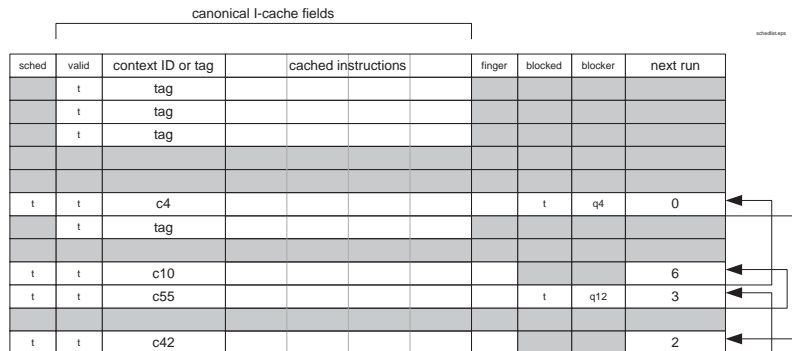 canonical I-cache fields
schedlist.eps
sched valid context ID or tag cached instructions finger blocked blocker next run
t tag
t tag
t tag
t t c4 t q4 0
t tag
t t c10 6
t t c55 t q12 3
t t c42 2